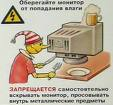 Оберегайте монитор
от попадания влаги
ЗАПРЕЩАЕТСЯ самостоятельно
вскрывать монитор, просовывать
внутрь металлические предметы